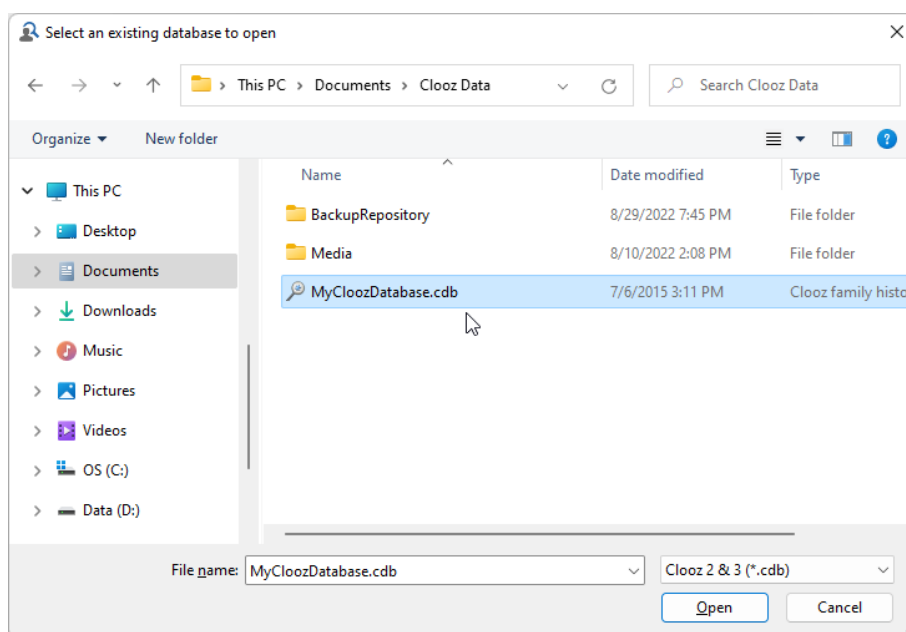 Select an existing database to open
This PC > Documents > Clooz Data
Search Clooz Data
Organize
New folder
Name
Date modified
Type
This PC
Desktop
Documents
Downloads
Music
Pictures
Videos
OS (C:)
Data (D:)
BackupRepository 8/29/2022 7:45 PM File folder
Media 8/10/2022 2:08 PM File folder
MyCloozDatabase.cdb 7/6/2015 3:11 PM Clooz family histo
File name: MyCloozDatabase.cdb
Clooz 2 & 3 (*.cdb)
Open
Cancel